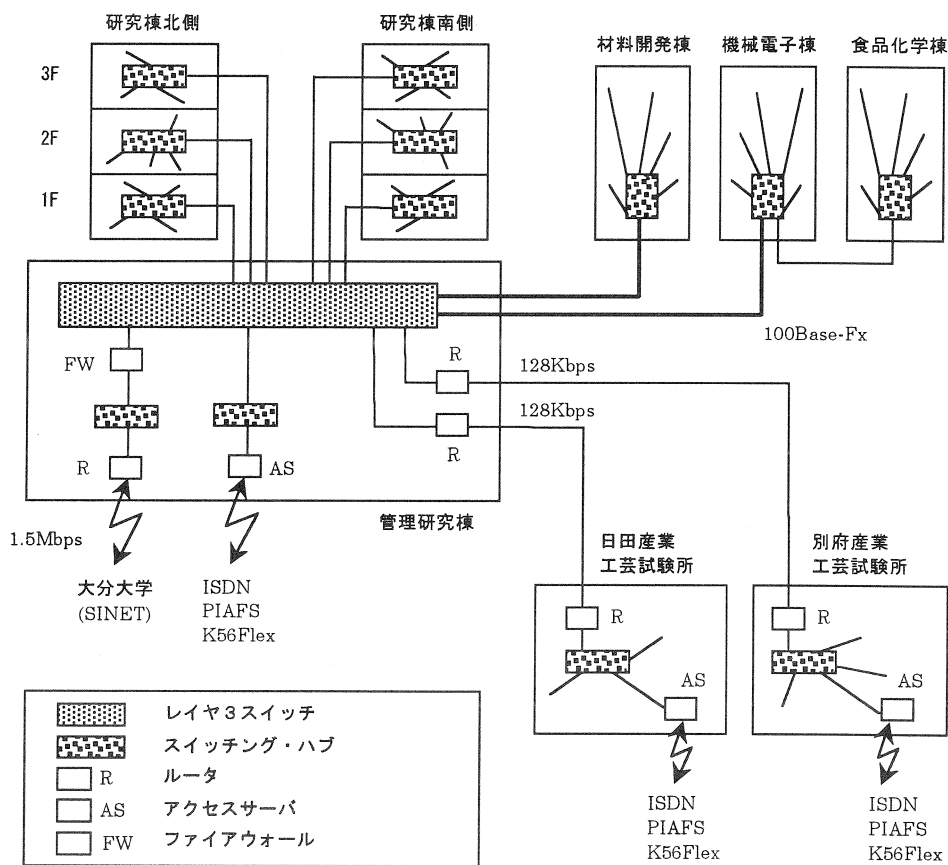 研究棟北側
研究棟南側
材料開発棟
機械電子棟
食品化学棟
3F
2F
1F
100Base-Fx
FW
R
128Kbps
128Kbps
R
R
AS
管理研究棟
1.5Mbps
大分大学
(SINET)
ISDN
PIAFS
K56Flex
日田産業
工芸試験所
別府産業
工芸試験所
R
R
AS
AS
ISDN
PIAFS
K56Flex
ISDN
PIAFS
K56Flex
レイヤ3スイッチ
スイッチング・ハブ
R ルータ
AS アクセスサーバ
FW ファイアウォール